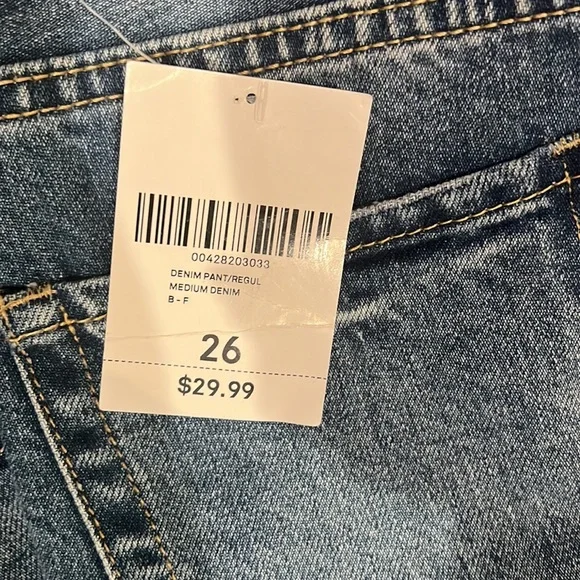 00428203033
DENIM PANT/REGUL
MEDIUM DENIM
B - F
26
$29.99